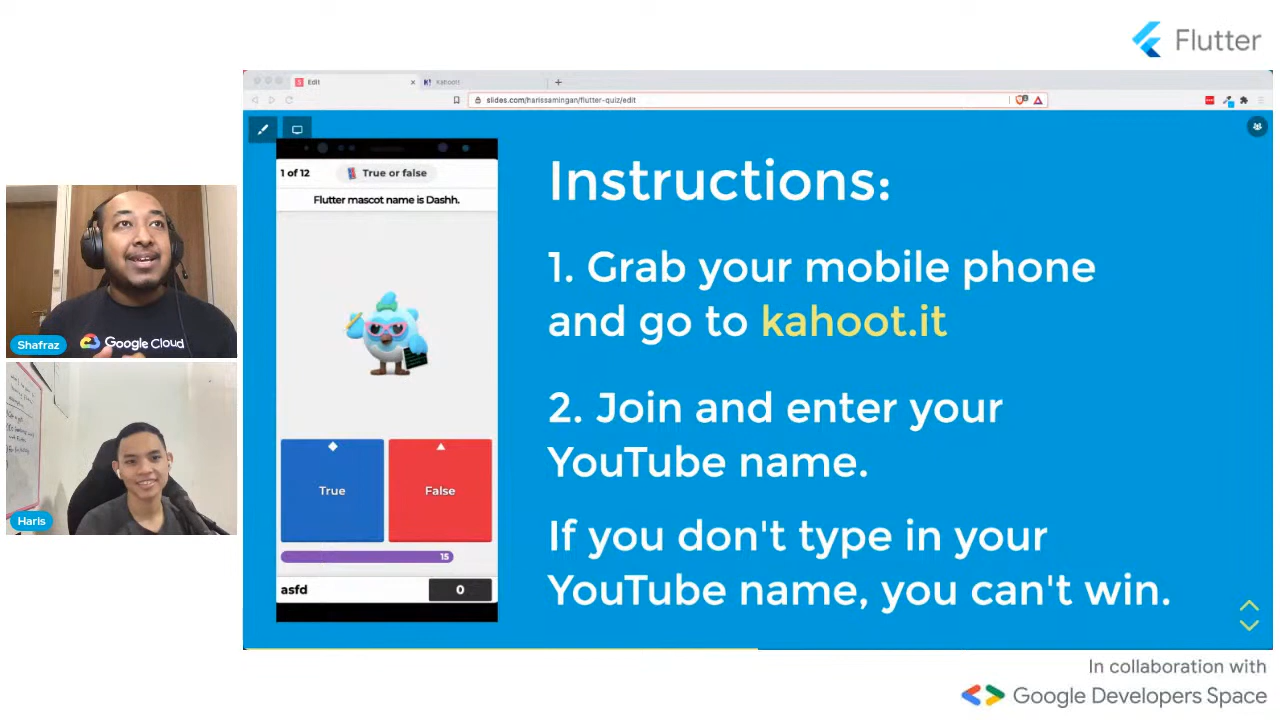 Flutter
Edit
Kahoot!
slides.com/harissamingan/flutter-quiz/edit
1 of 12
True or false
Flutter mascot name is Dashh.
True
False
15
asfd
0
Instructions:
1. Grab your mobile phone
and go to kahoot.it
2. Join and enter your
YouTube name.
If you don't type in your
YouTube name, you can't win.
Google Cloud
Shafraz
Haris
In collaboration with
Google Developers Space